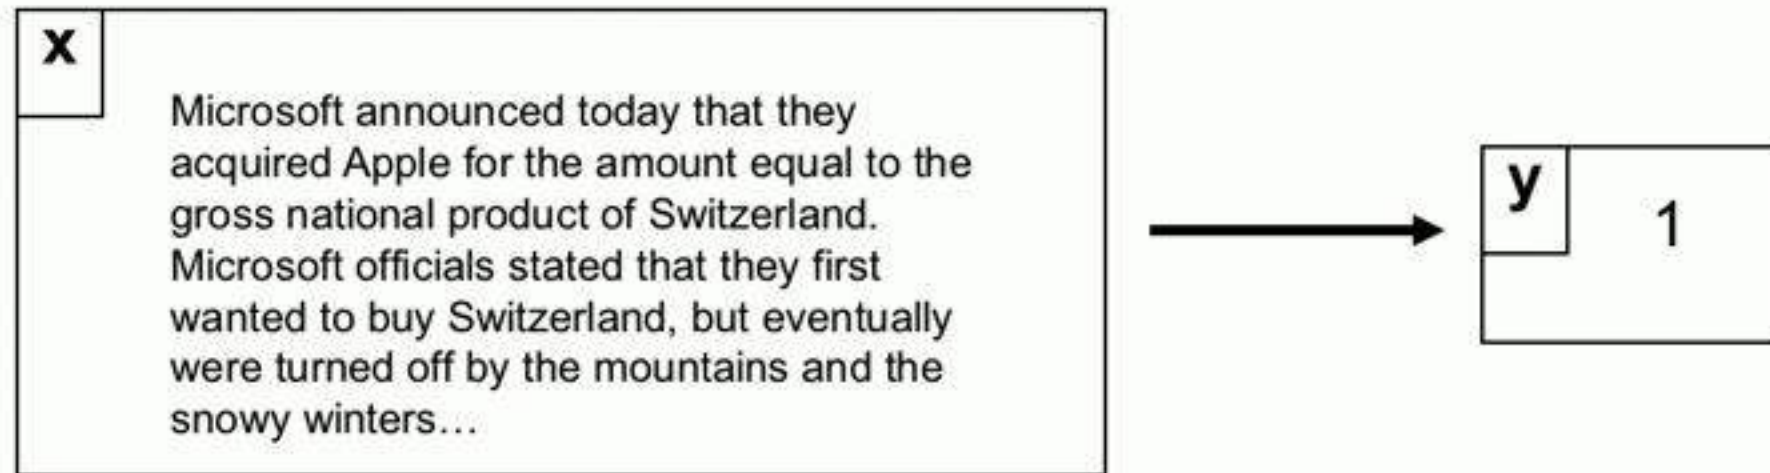 x
Microsoft announced today that they
acquired Apple for the amount equal to the
gross national product of Switzerland.
Microsoft officials stated that they first
wanted to buy Switzerland, but eventually
were turned off by the mountains and the
snowy winters…
y
1